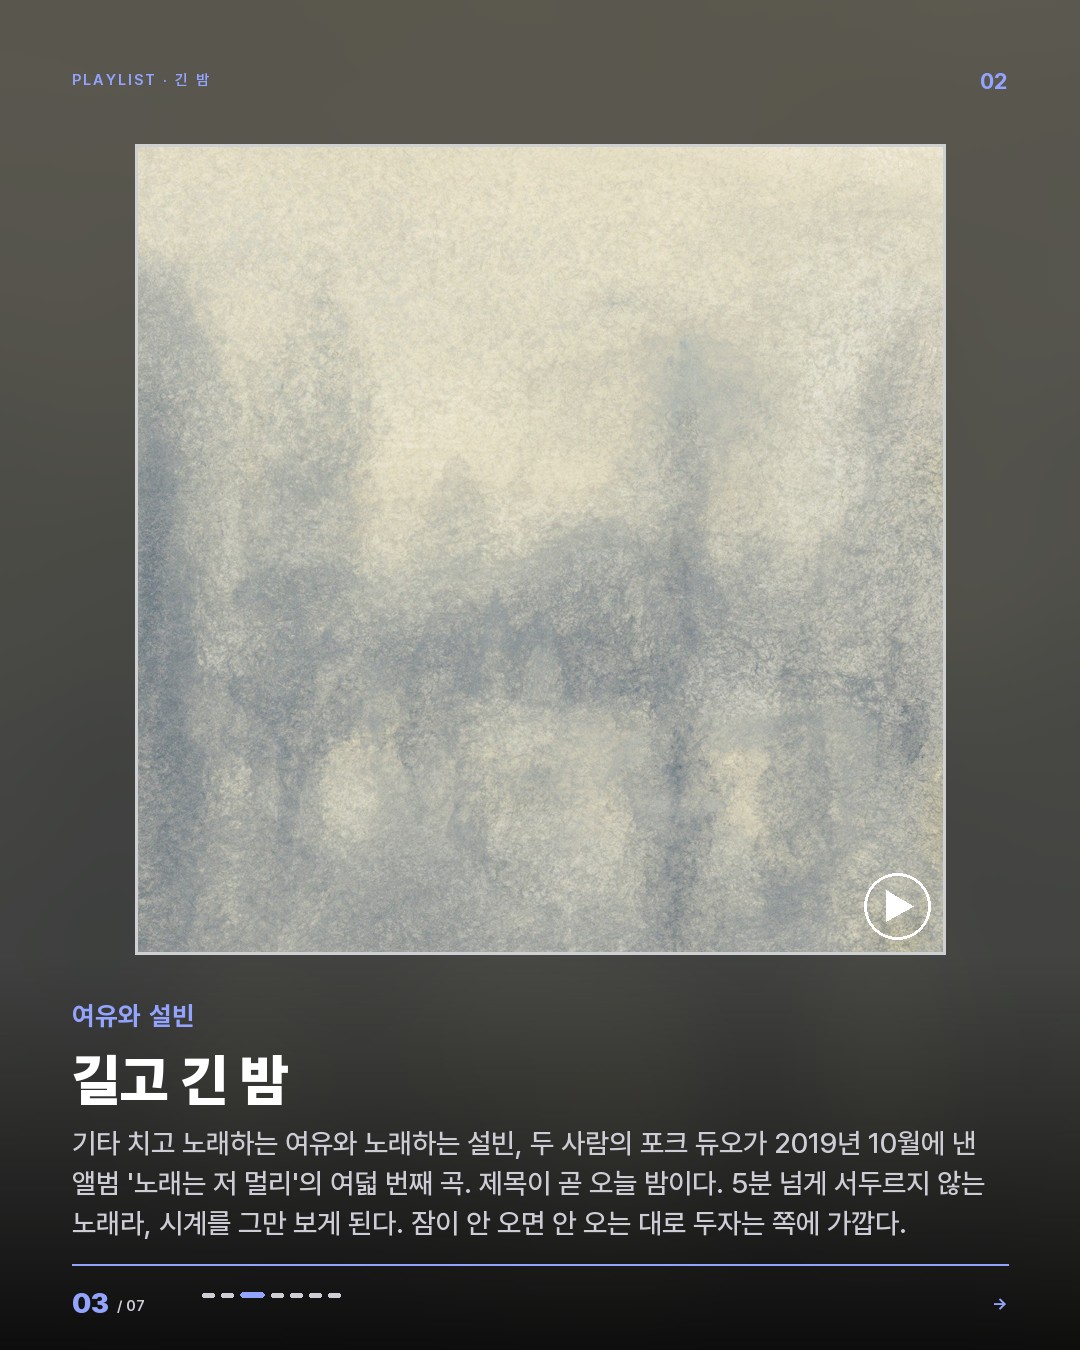 PLAYLIST · 긴 밤
02
여유와 설빈
길고 긴 밤
기타 치고 노래하는 여유와 노래하는 설빈, 두 사람의 포크 듀오가 2019년 10월에 낸
앨범 '노래는 저 멀리'의 여덟 번째 곡. 제목이 곧 오늘 밤이다. 5분 넘게 서두르지 않는
노래라, 시계를 그만 보게 된다. 잠이 안 오면 안 오는 대로 두자는 쪽에 가깝다.
03 / 07
→